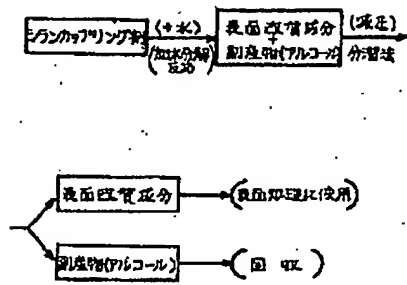 シランカップリング剤
(+水)
(加水分解反応)
表面改質成分
+
副産物(アルコール)
(減圧)
分溜法
表面改質成分
(表面処理に使用)
副産物(アルコール)
(回収)